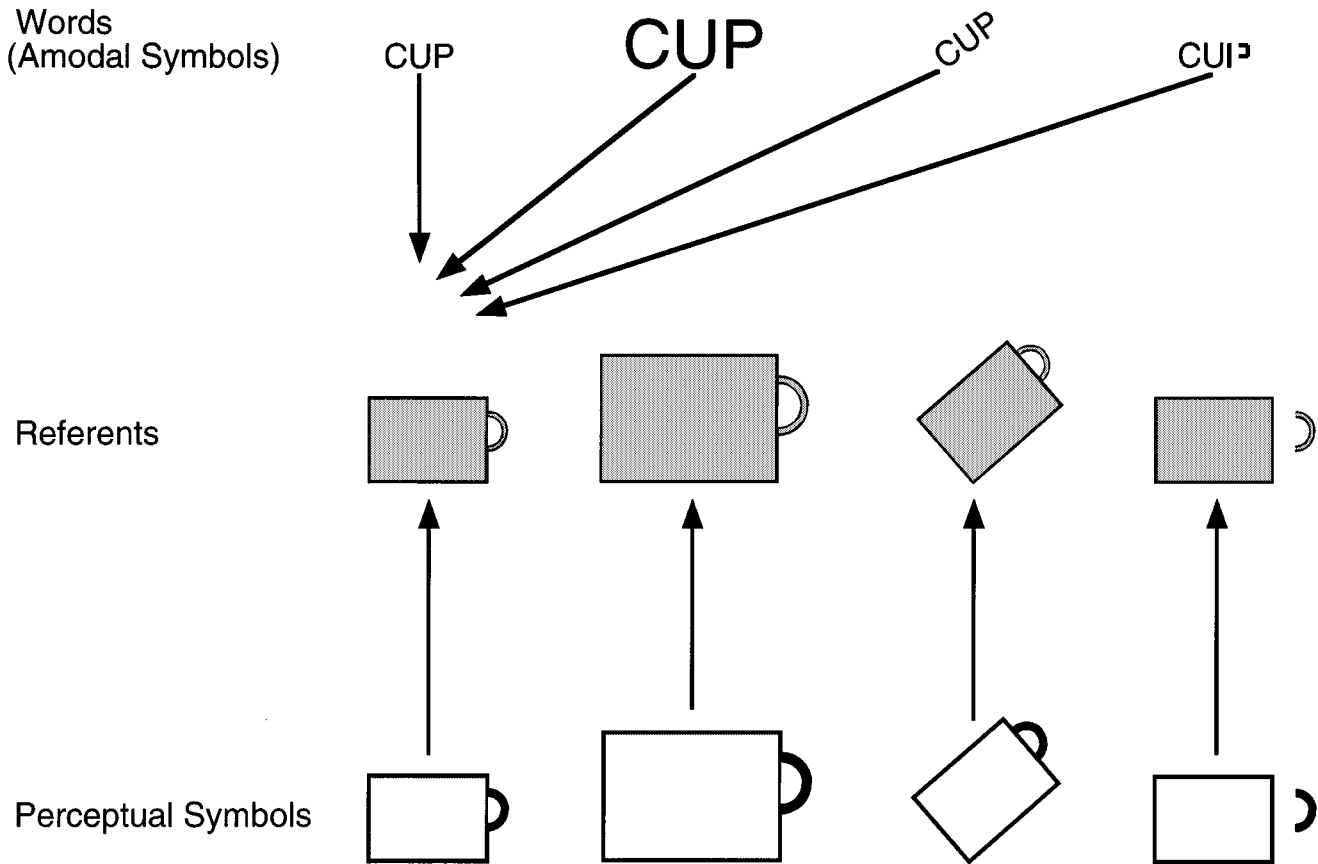 Words
(Amodal Symbols)
CUP
CUP
CUP
CUP
Referents
Perceptual Symbols